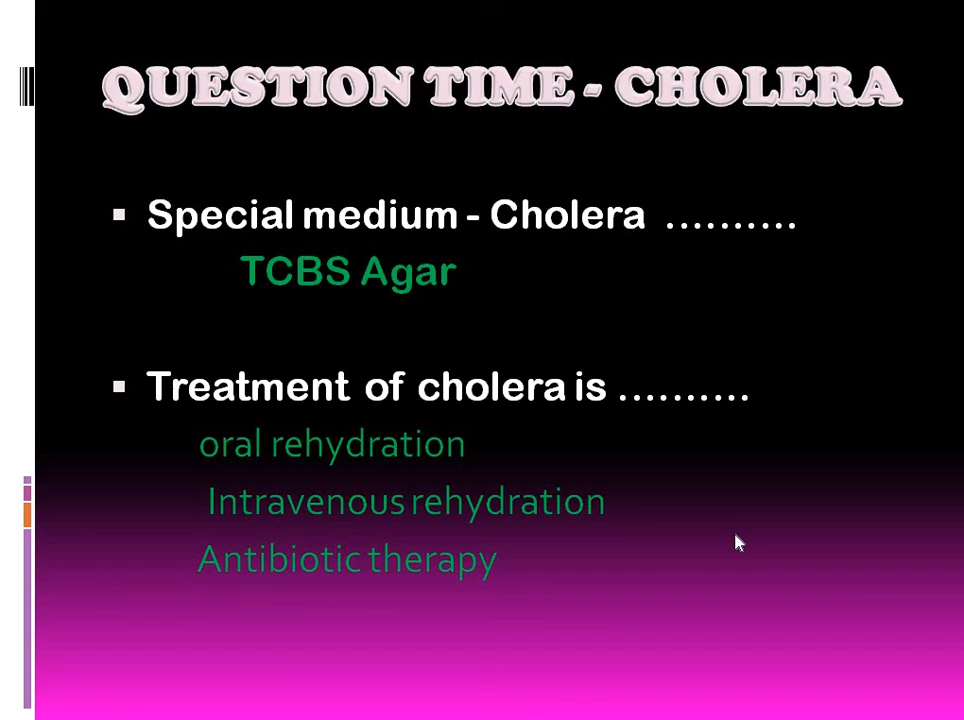 QUESTION TIME - CHOLERA
Special medium - Cholera ..........
TCBS Agar
Treatment of cholera is ..........
oral rehydration
Intravenous rehydration
Antibiotic therapy